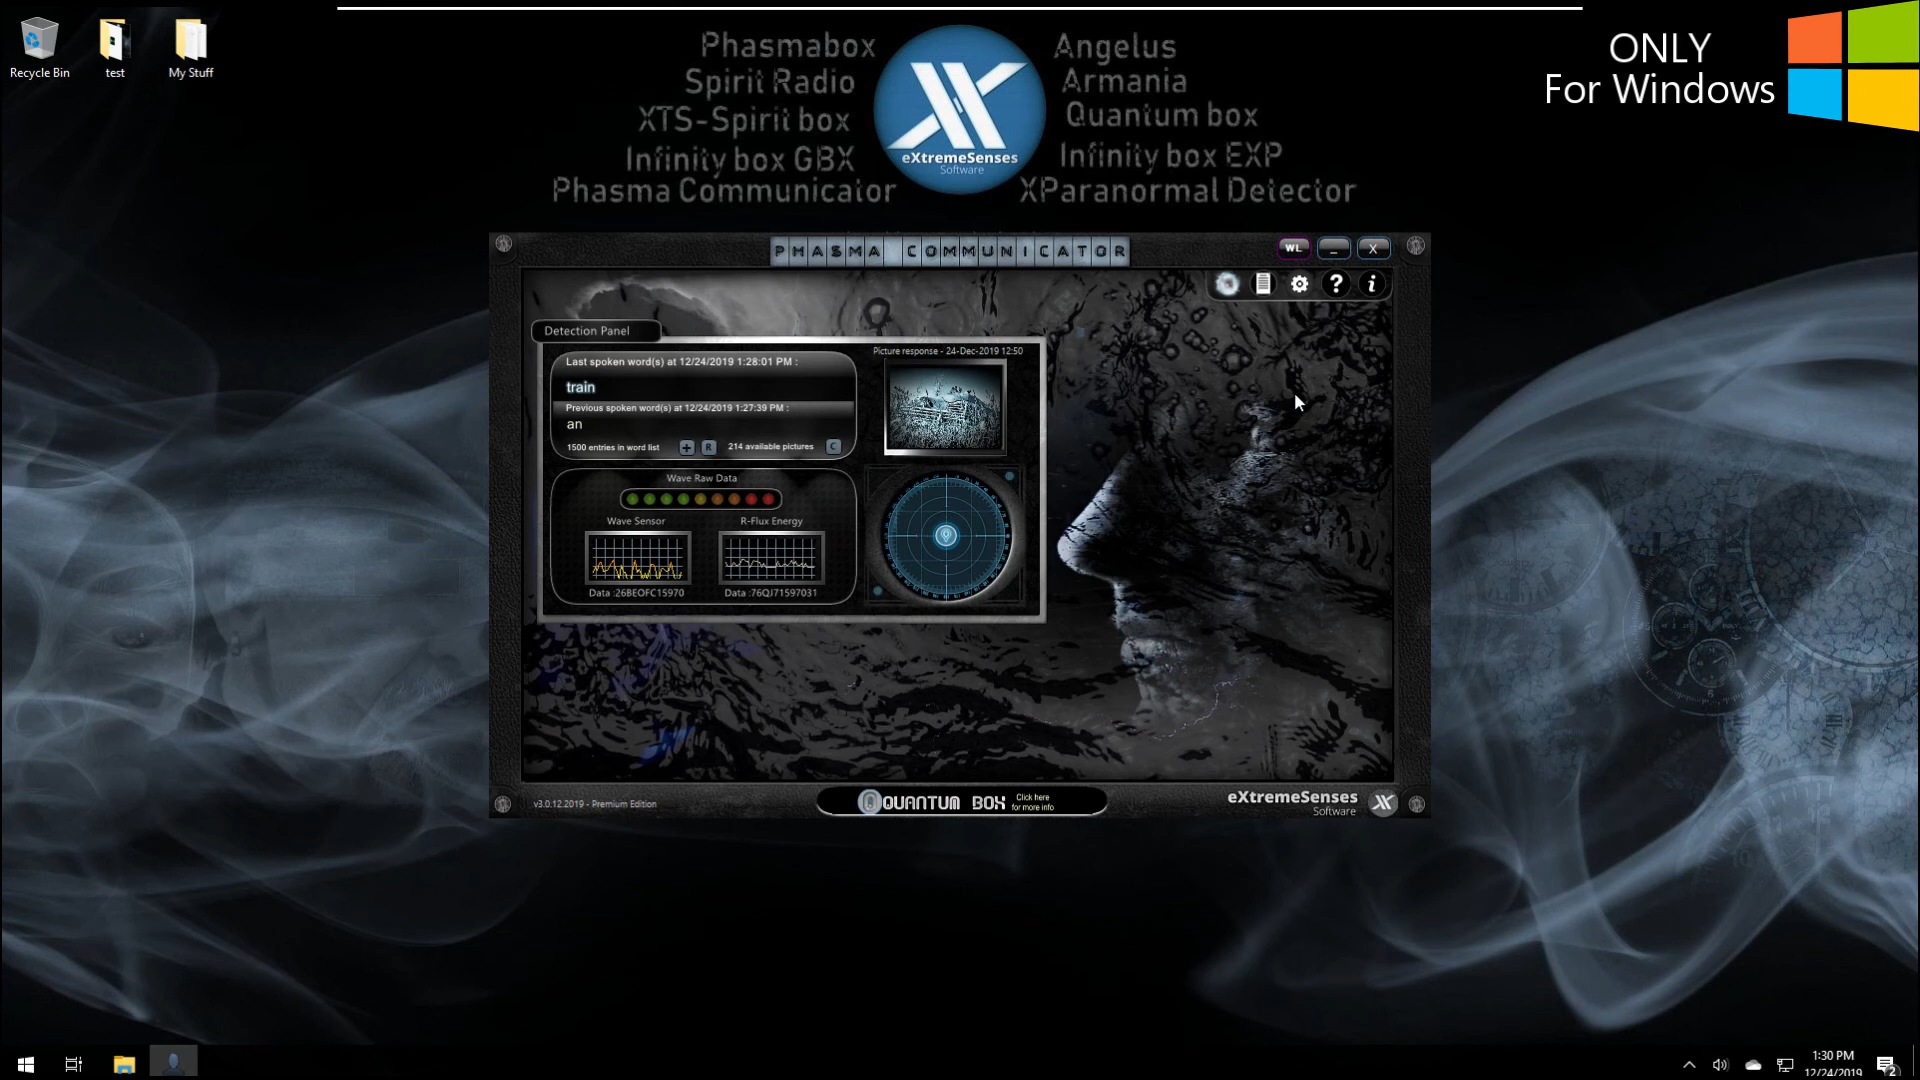 Recycle Bin
test
My Stuff
Phasmabox
Spirit Radio
XTS-Spirit box
Infinity box GBX
Phasma Communicator
eXtremeSenses
Software
Angelus
Armania
Quantum box
Infinity box EXP
XParanormal Detector
ONLY
For Windows
PHASMA COMMUNICATOR
WL
X
?
i
Detection Panel
Last spoken word(s) at 12/24/2019 1:28:01 PM :
train
Previous spoken word(s) at 12/24/2019 1:27:39 PM :
an
1500 entries in word list
+
R
214 available pictures
C
Picture response - 24-Dec-2019 12:50
Wave Raw Data
Wave Sensor
R-Flux Energy
Data :26BEOFC15970
Data :76QJ71597031
v3.0.12.2019 - Premium Edition
QUANTUM BOX
Click here
for more info
eXtremeSenses
Software
1:30 PM
12/24/2019
2